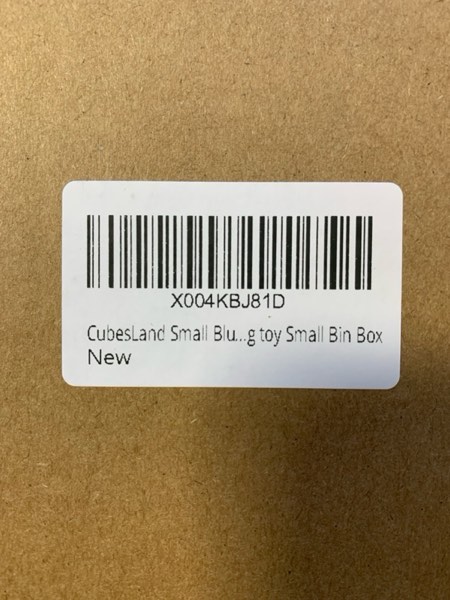 X004KBJ81D
CubesLand Small Blu...g toy Small Bin Box
New